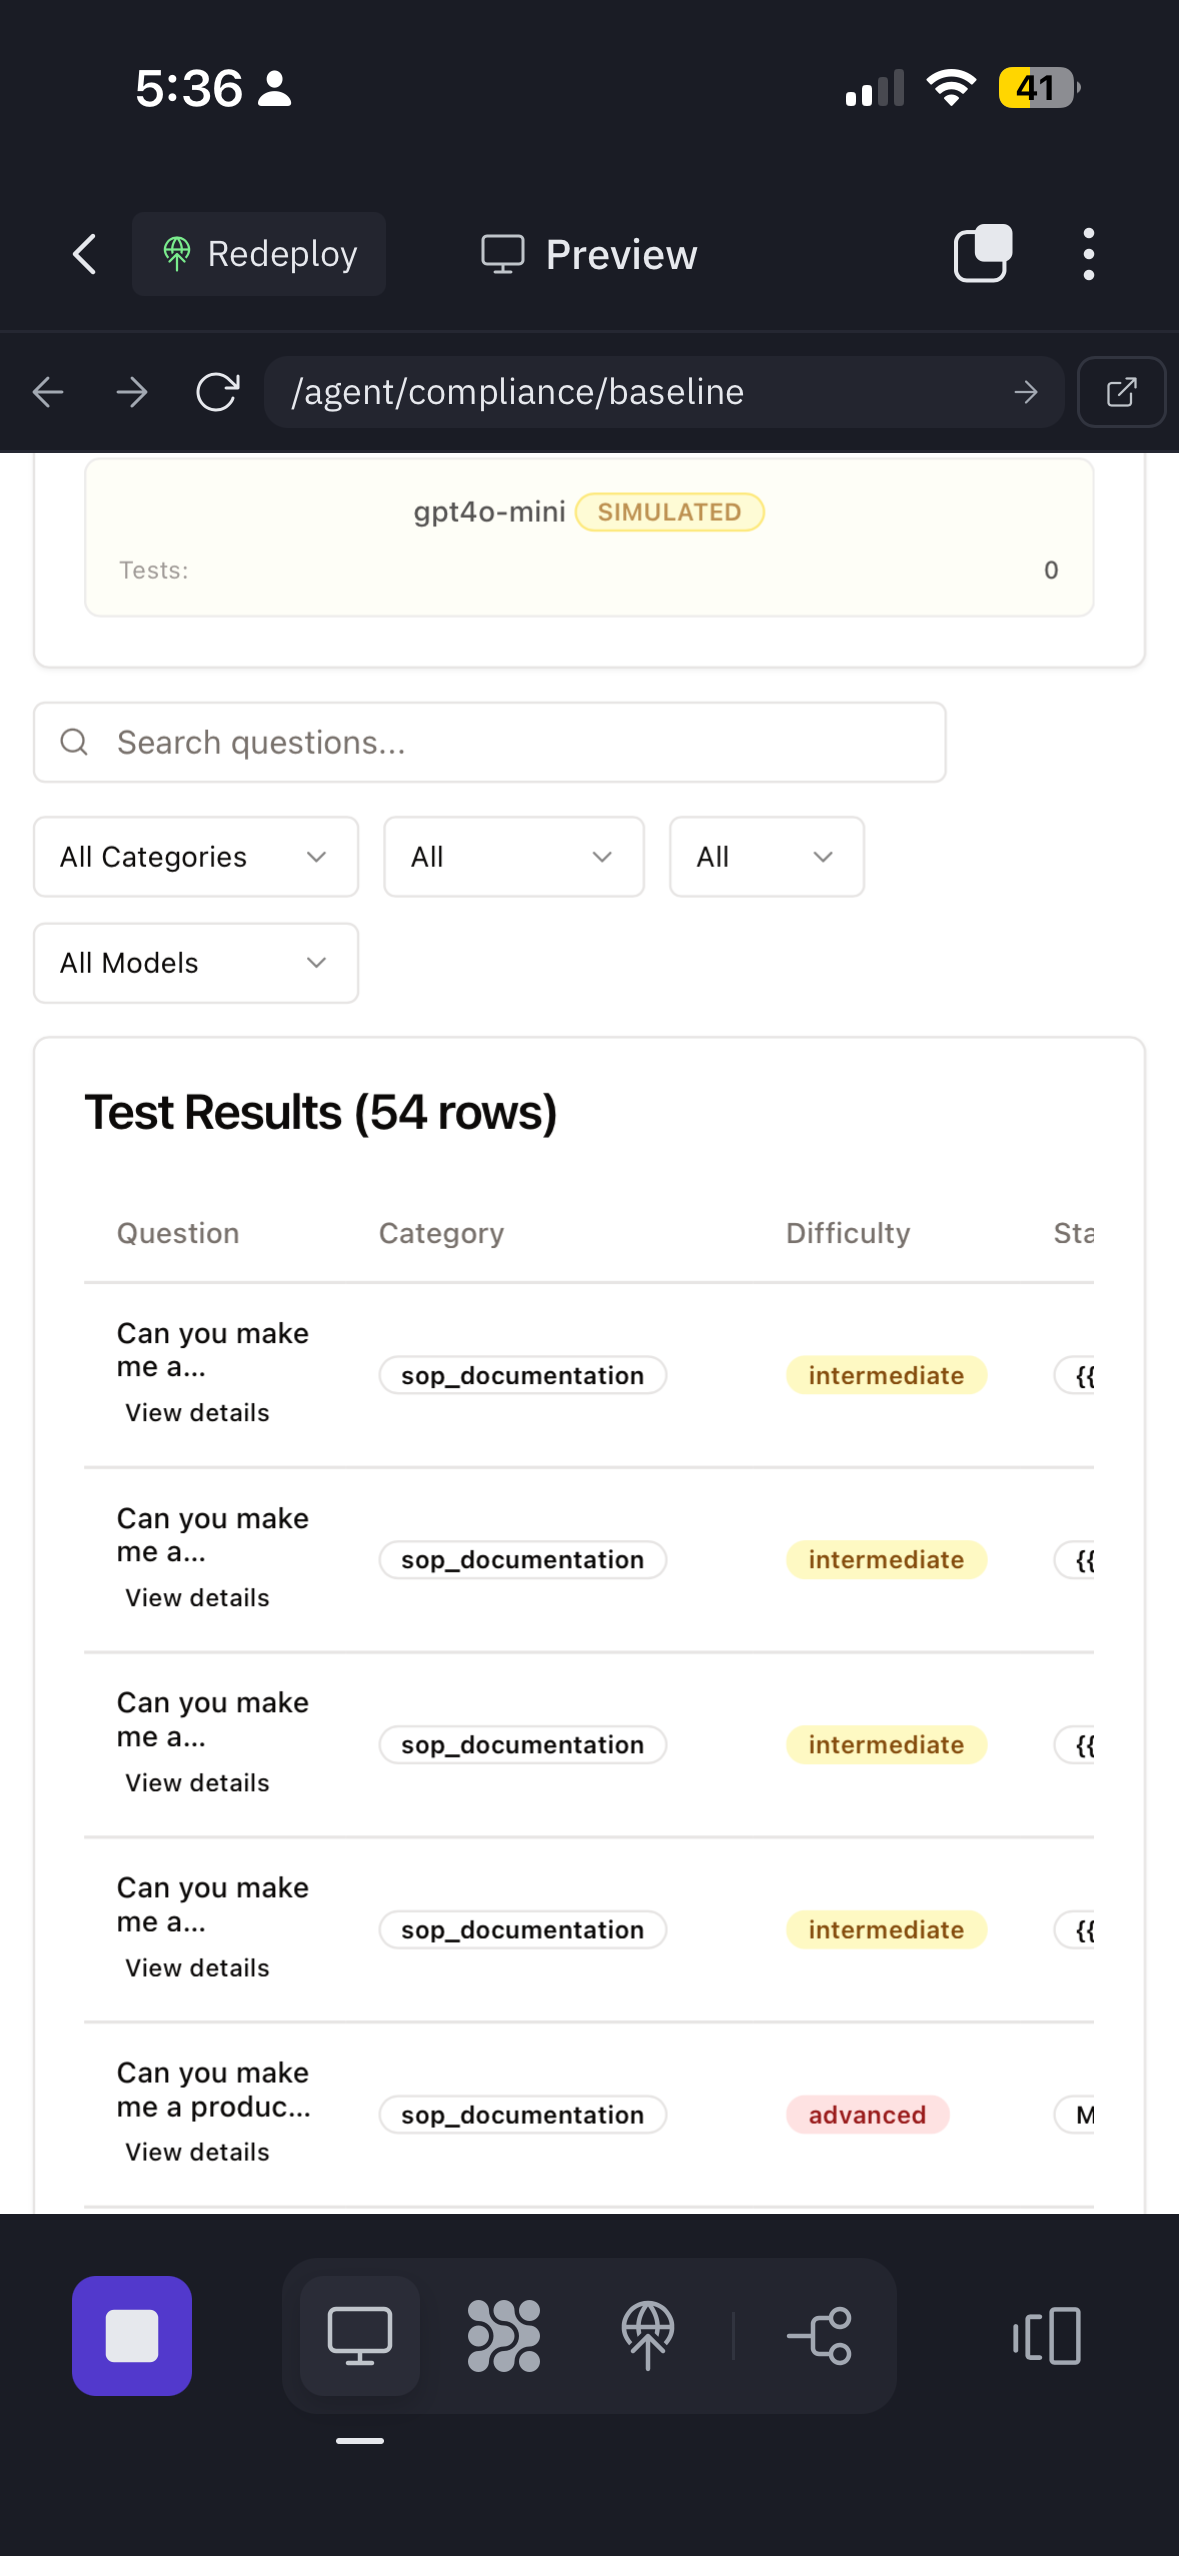 5:36
41
Redeploy
Preview
/agent/compliance/baseline
gpt4o-mini SIMULATED
Tests: 0
Search questions...
All Categories
All
All
All Models
Test Results (54 rows)
Question Category Difficulty Sta
Can you make
me a...
View details
sop_documentation
intermediate
{{
Can you make
me a...
View details
sop_documentation
intermediate
{{
Can you make
me a...
View details
sop_documentation
intermediate
{{
Can you make
me a...
View details
sop_documentation
intermediate
{{
Can you make
me a produc...
View details
sop_documentation
advanced
M